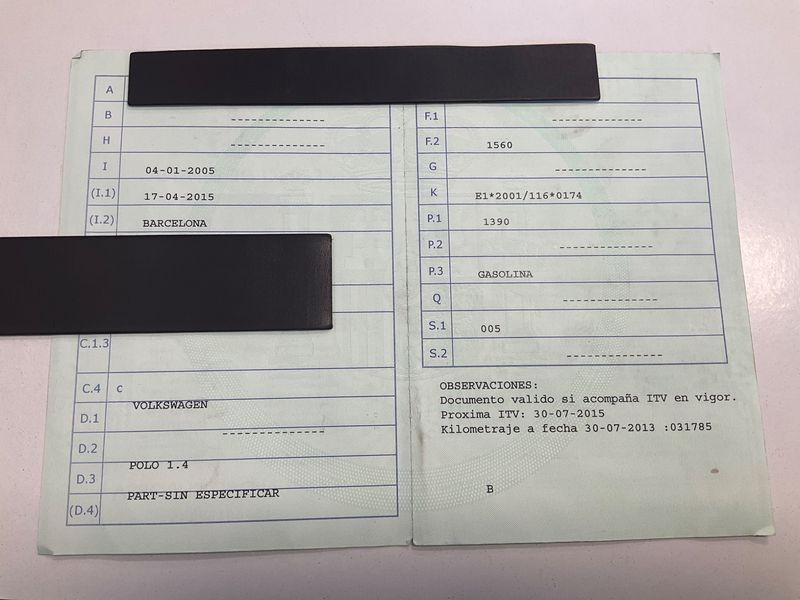 A
B ---------------
H ---------------
I 04-01-2005
(I.1) 17-04-2015
(I.2) BARCELONA
C.1.3
C.4 c
D.1 VOLKSWAGEN
D.2 ----------------
D.3 POLO 1.4
(D.4) PART-SIN ESPECIFICAR
F.1 ---------------
F.2 1560
G ---------------
K E1*2001/116*0174
P.1 1390
P.2 ---------------
P.3 GASOLINA
Q ---------------
S.1 005
S.2 ---------------
OBSERVACIONES:
Documento valido si acompaña ITV en vigor.
Proxima ITV: 30-07-2015
Kilometraje a fecha 30-07-2013 :031785
B